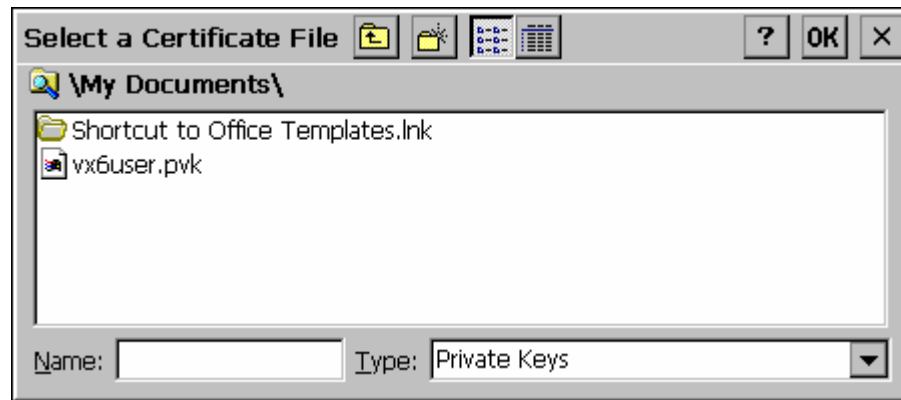 Select a Certificate File ? OK ×
\My Documents\
Shortcut to Office Templates.lnk
vx6user.pvk
Name: Type: Private Keys